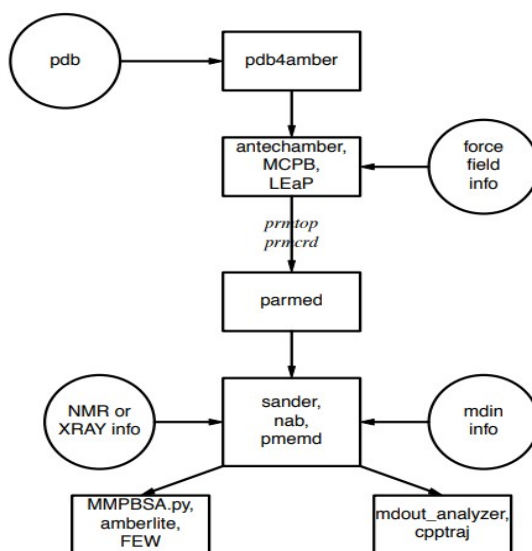 pdb
pdb4amber
antechamber,
MCPB,
LEaP
force
field
info
prmtop
prmcrd
parmed
NMR or
XRAY info
sander,
nab,
pmemd
mdin
info
MMPBSA.py,
amberlite,
FEW
mdout_analyzer,
cpptraj